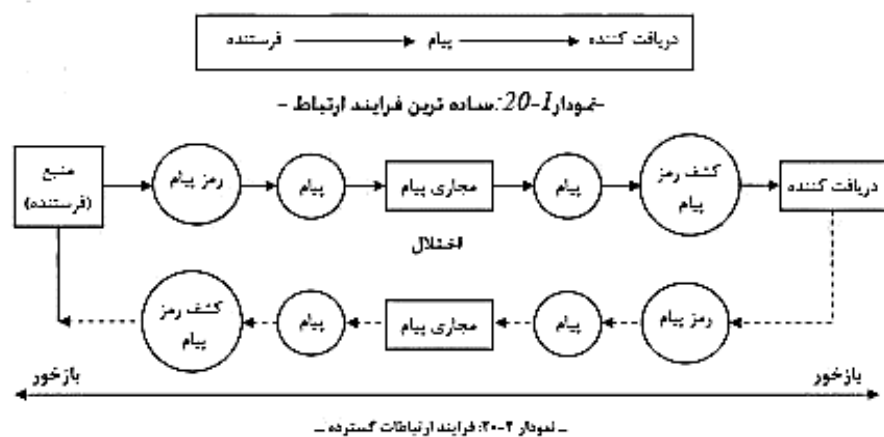 فرستنده پیام دریافت کننده
-نمودار1-20:ساده ترین فرایند ارتباط -
منبع (فرستنده)
رمز پیام
پیام
مجاری پیام
پیام
کشف رمز پیام
دریافت کننده
اختلال
کشف رمز پیام
پیام
مجاری پیام
پیام
رمز پیام
بازخور
بازخور
_ نمودار ۲-۲۰: فرایند ارتباطات گسترده _